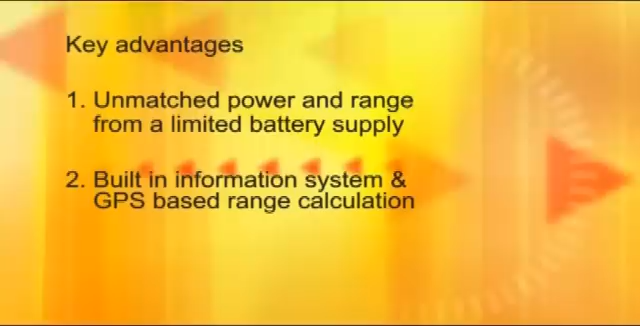 Key advantages
1. Unmatched power and range
from a limited battery supply
2. Built in information system &
GPS based range calculation